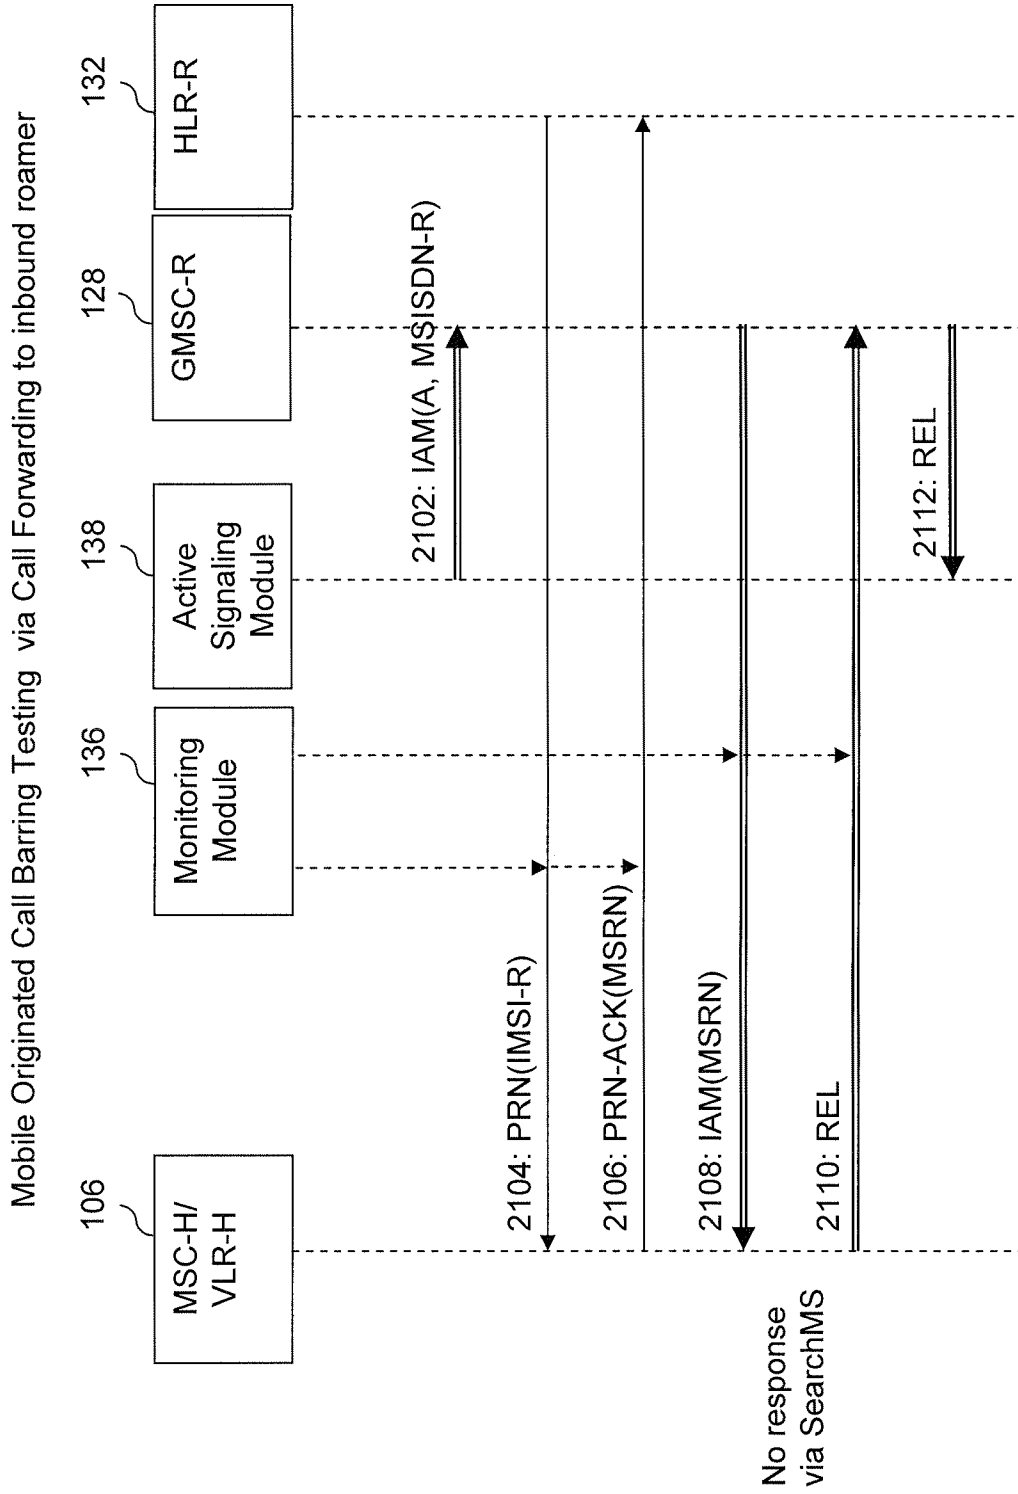 Mobile Originated Call Barring Testing via Call Forwarding to inbound roamer
106
136
138
128
132
MSC-H/
VLR-H
Monitoring
Module
Active
Signaling
Module
GMSC-R
HLR-R
2102: IAM(A, MSISDN-R)
2104: PRN(IMSI-R)
2106: PRN-ACK(MSRN)
2108: IAM(MSRN)
No response
via SearchMS
2110: REL
2112: REL